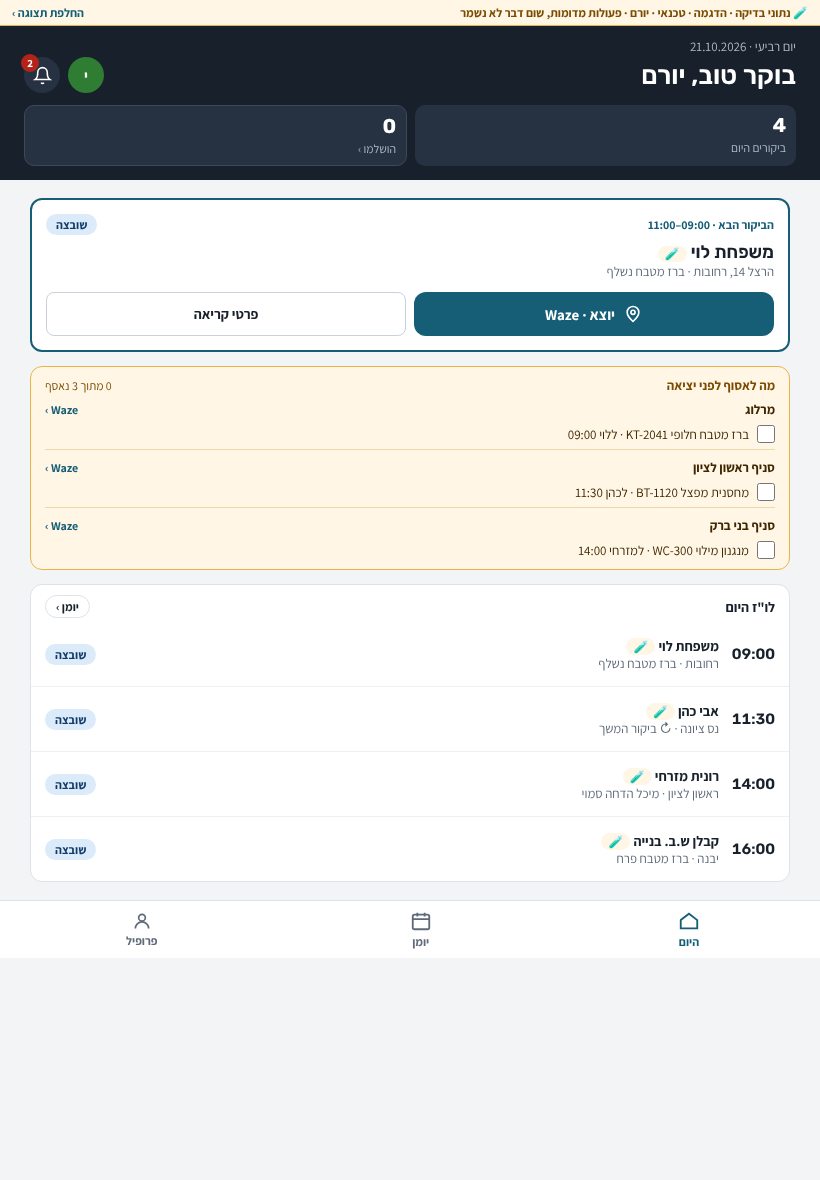 🧪 נתוני בדיקה · הדגמה · טכנאי · יורם · פעולות מדומות, שום דבר לא נשמר
החלפת תצוגה ›
יום רביעי · 21.10.2026
בוקר טוב, יורם
י
2
4
ביקורים היום
0
הושלמו ›
הביקור הבא · 09:00–11:00
שובצה
משפחת לוי 🧪
הרצל 14, רחובות · ברז מטבח נשלף
יוצא · Waze
פרטי קריאה
מה לאסוף לפני יציאה
0 מתוך 3 נאסף
מרלוג
Waze ›
ברז מטבח חלופי KT-2041 · ללוי 09:00
סניף ראשון לציון
Waze ›
מחסנית מפצל BT-1120 · לכהן 11:30
סניף בני ברק
Waze ›
מנגנון מילוי WC-300 · למזרחי 14:00
לו"ז היום
יומן ›
09:00
משפחת לוי 🧪
רחובות · ברז מטבח נשלף
שובצה
11:30
אבי כהן 🧪
נס ציונה · ↻ ביקור המשך
שובצה
14:00
רונית מזרחי 🧪
ראשון לציון · מיכל הדחה סמוי
שובצה
16:00
קבלן ש.ב. בנייה 🧪
יבנה · ברז מטבח פרח
שובצה
היום
יומן
פרופיל